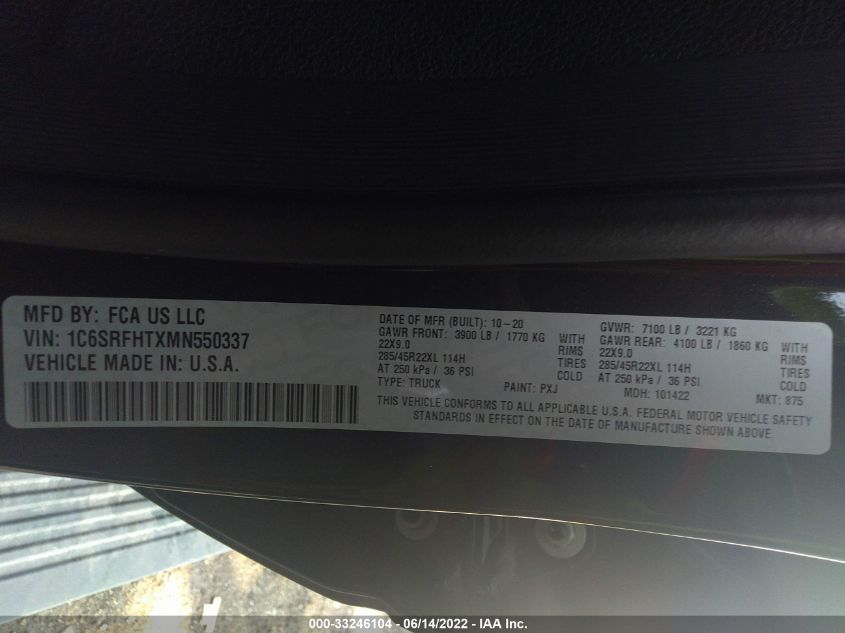 MFD BY: FCA US LLC
VIN: 1C6SRFHTXMN550337
VEHICLE MADE IN: U.S.A.
DATE OF MFR (BUILT): 10-20
GAWR FRONT: 3900 LB / 1770 KG WITH
22X9.0 RIMS
285/45R22XL 114H TIRES
AT 250 kPa / 36 PSI COLD
TYPE: TRUCK PAINT: PXJ
GVWR: 7100 LB / 3221 KG
GAWR REAR: 4100 LB / 1860 KG WITH
22X9.0 RIMS
285/45R22XL 114H TIRES
AT 250 kPa / 36 PSI COLD
MDH: 101422 MKT: 875
THIS VEHICLE CONFORMS TO ALL APPLICABLE U.S.A. FEDERAL MOTOR VEHICLE SAFETY
STANDARDS IN EFFECT ON THE DATE OF MANUFACTURE SHOWN ABOVE.
000-33246104 - 06/14/2022 - IAA Inc.